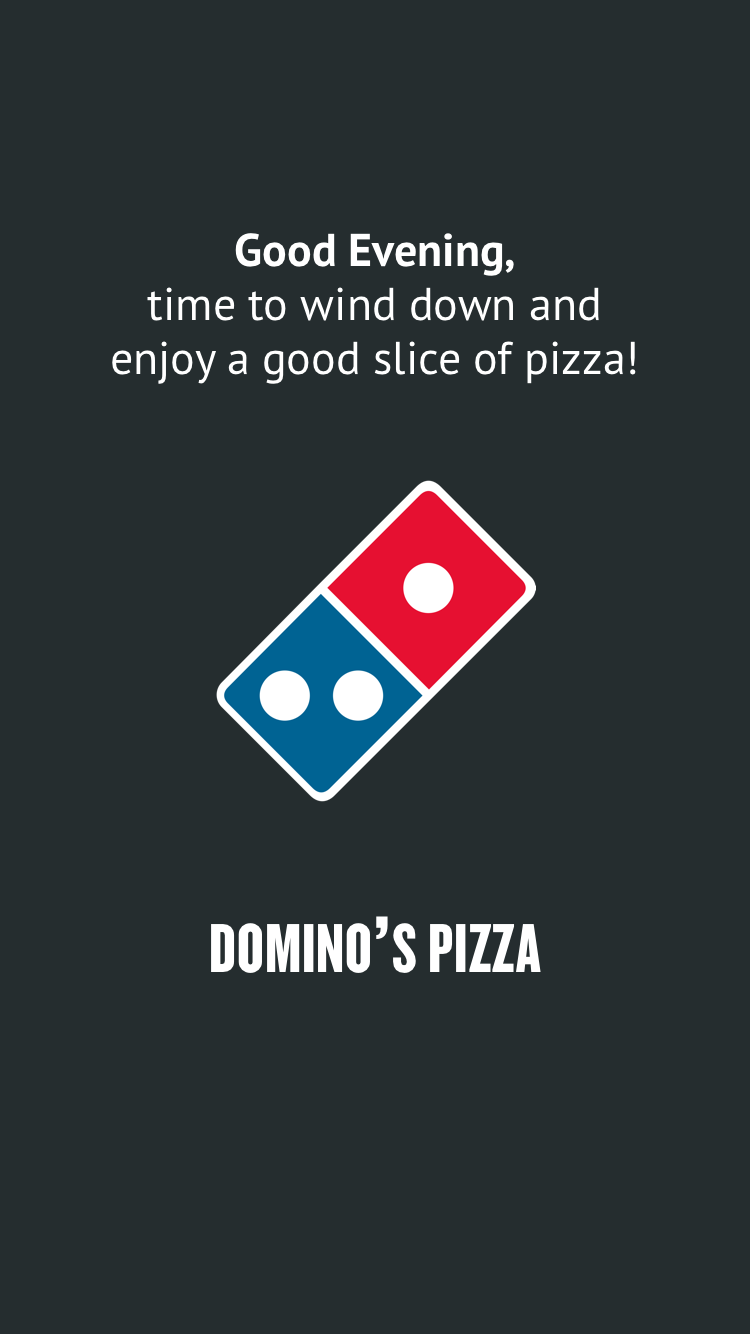 Good Evening,
time to wind down and
enjoy a good slice of pizza!
DOMINO’S PIZZA